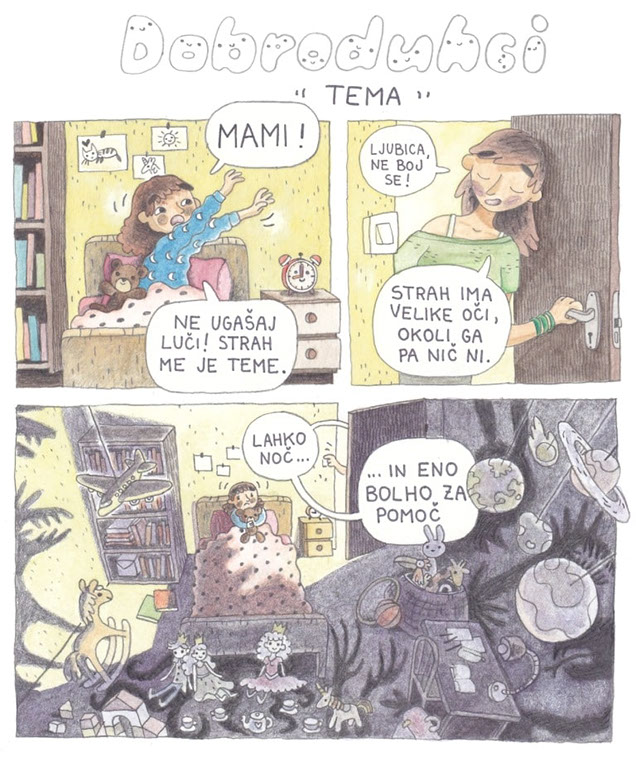 Dobroduhci
"TEMA"
MAMI!
NE UGAŠAJ
LUČI! STRAH
ME JE TEME.
LJUBICA,
NE BOJ
SE!
STRAH IMA
VELIKE OČI,
OKOLI GA
PA NIČ NI.
LAHKO
NOČ...
... IN ENO
BOLHO ZA
POMOČ